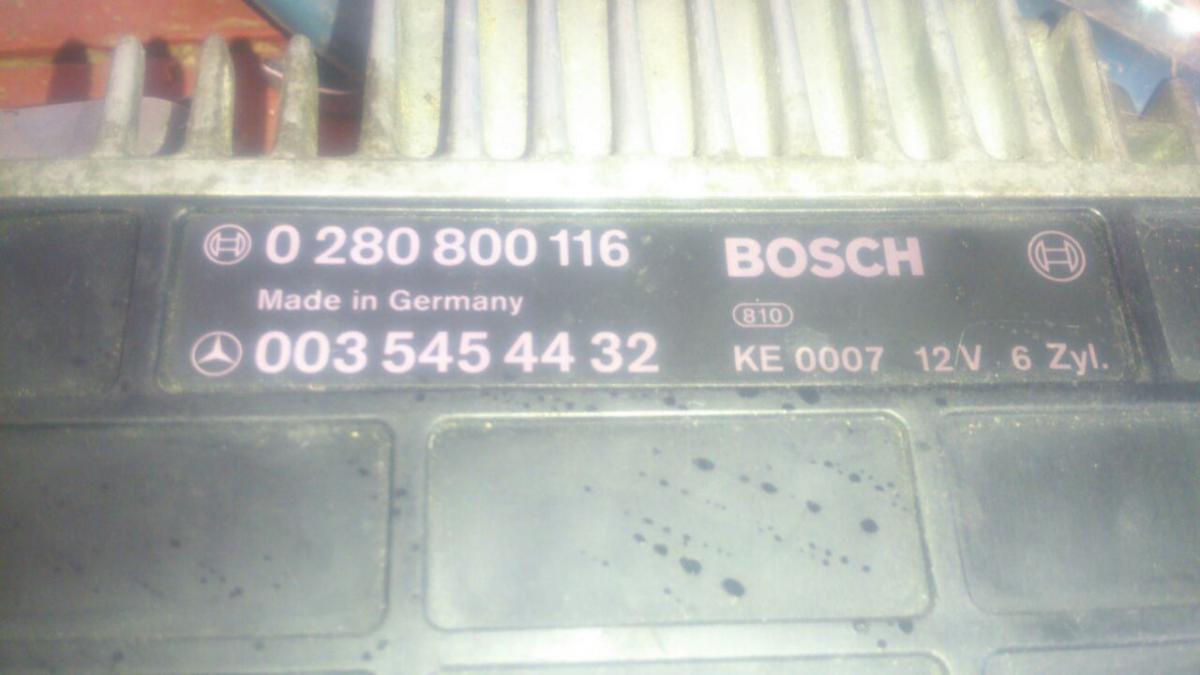 0 280 800 116
BOSCH
Made in Germany
810
003 545 44 32
KE 0007 12 V 6 Zyl.